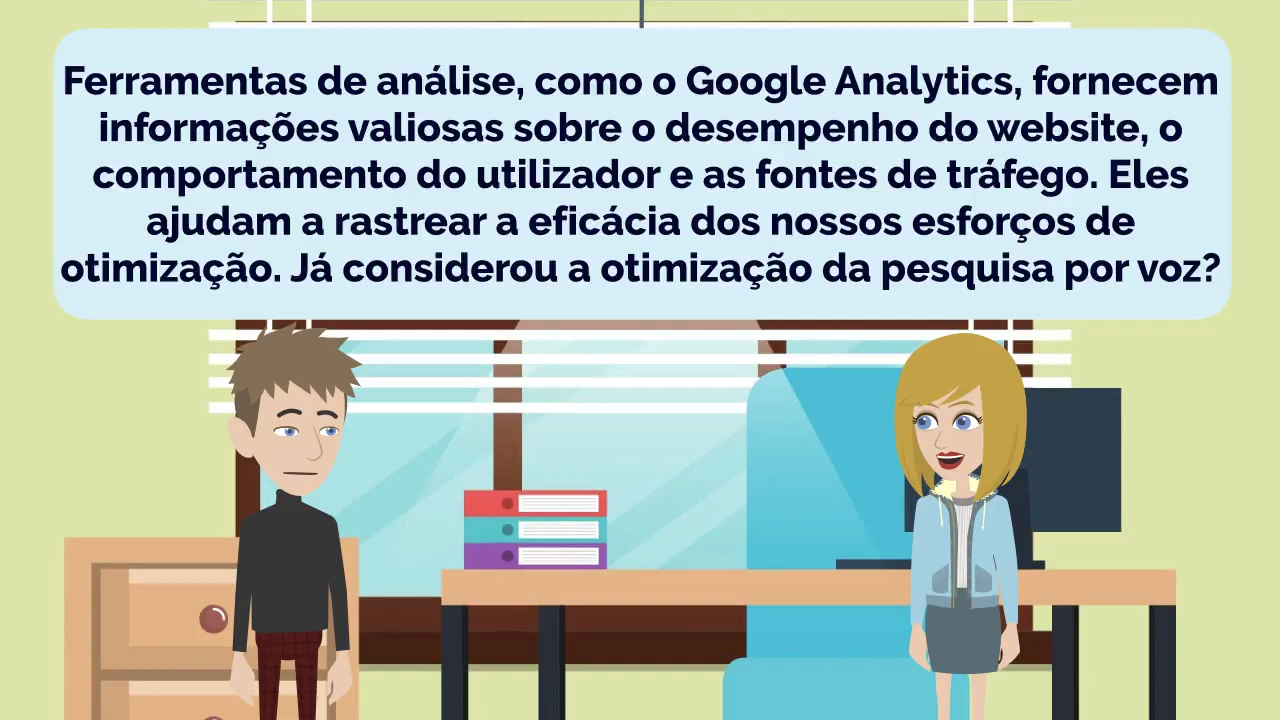 Ferramentas de análise, como o Google Analytics, fornecem
informações valiosas sobre o desempenho do website, o
comportamento do utilizador e as fontes de tráfego. Eles
ajudam a rastrear a eficácia dos nossos esforços de
otimização. Já considerou a otimização da pesquisa por voz?